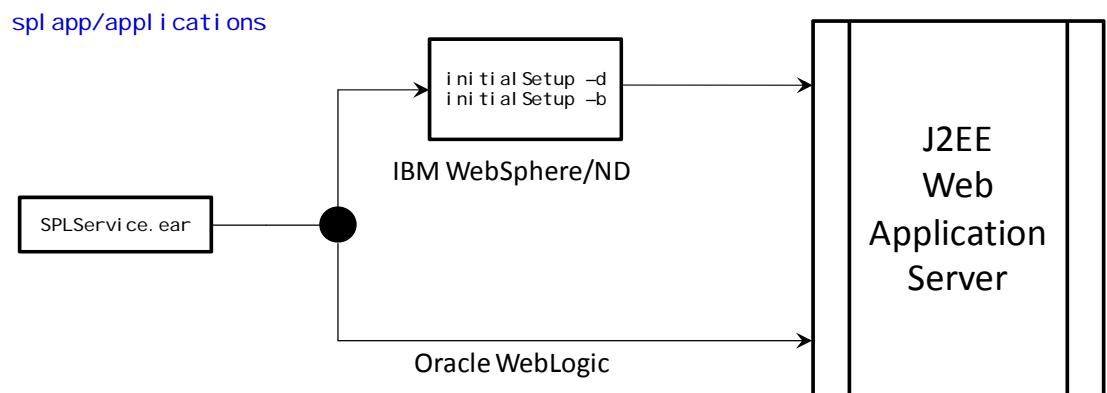 splapp/applications
initialSetup –d
initialSetup –b
IBM WebSphere/ND
SPLService.ear
J2EE
Web
Application
Server
Oracle WebLogic